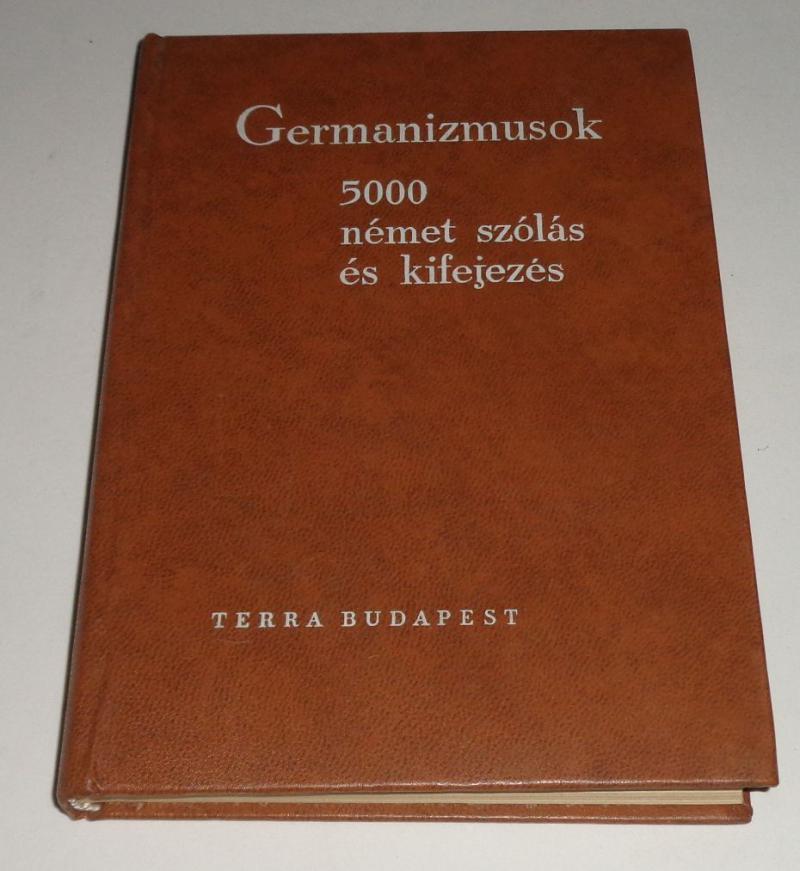 Germanizmusok
5000
német szólás
és kifejezés
TERRA BUDAPEST